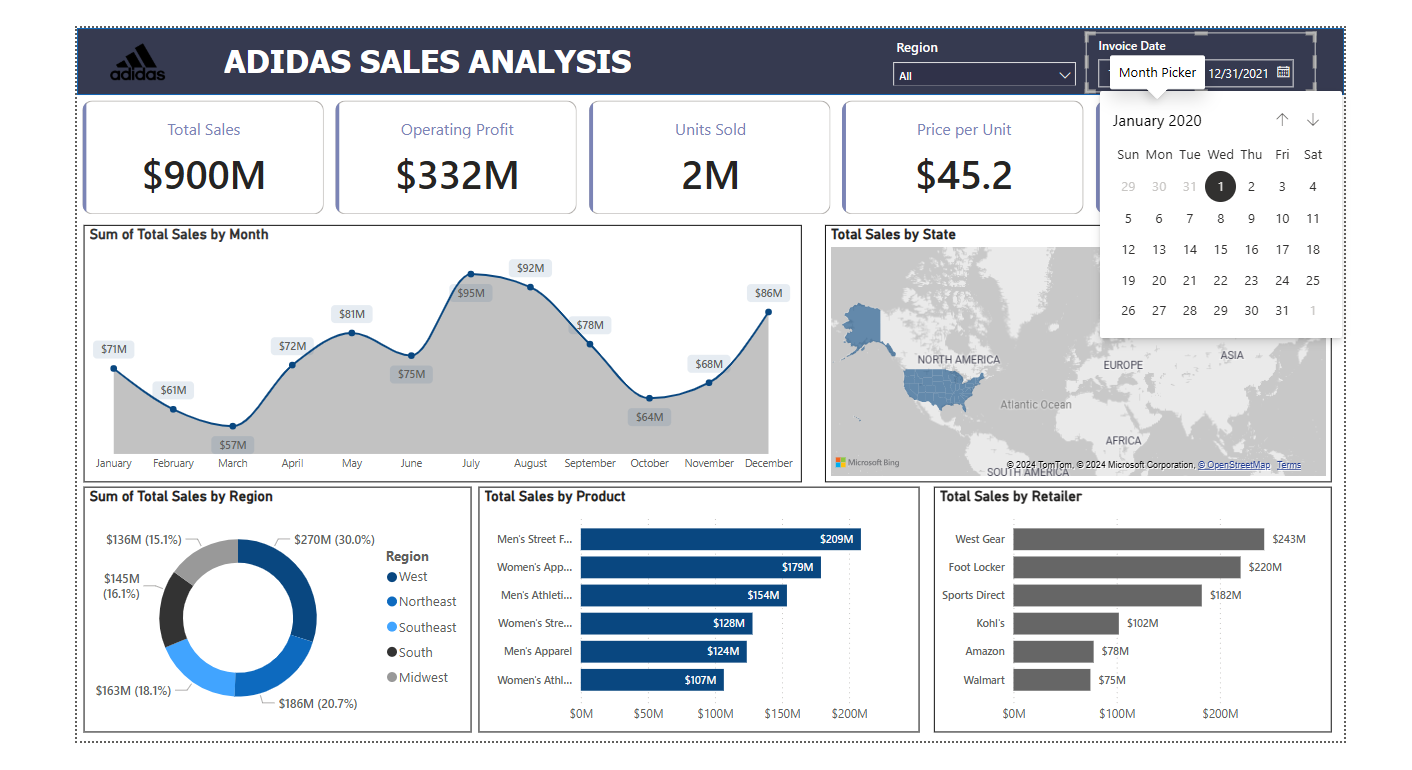 adidas
ADIDAS SALES ANALYSIS
Region
All
Invoice Date
12/31/2021
Month Picker
January 2020
Sun Mon Tue Wed Thu Fri Sat
29 30 31 1 2 3 4
5 6 7 8 9 10 11
12 13 14 15 16 17 18
19 20 21 22 23 24 25
26 27 28 29 30 31 1
Total Sales
$900M
Operating Profit
$332M
Units Sold
2M
Price per Unit
$45.2
Sum of Total Sales by Month
$71M
$61M
$57M
$72M
$81M
$75M
$95M
$92M
$78M
$64M
$68M
$86M
January February March April May June July August September October November December
Total Sales by State
NORTH AMERICA
EUROPE
ASIA
Atlantic Ocean
AFRICA
SOUTH AMERICA
Microsoft Bing
© 2024 TomTom, © 2024 Microsoft Corporation, © OpenStreetMap Terms
Sum of Total Sales by Region
$136M (15.1%)
$270M (30.0%)
$145M
(16.1%)
$163M (18.1%)
$186M (20.7%)
Region
West
Northeast
Southeast
South
Midwest
Total Sales by Product
Men's Street F... $209M
Women's App... $179M
Men's Athleti... $154M
Women's Stre... $128M
Men's Apparel $124M
Women's Athl... $107M
$0M $50M $100M $150M $200M
Total Sales by Retailer
West Gear $243M
Foot Locker $220M
Sports Direct $182M
Kohl's $102M
Amazon $78M
Walmart $75M
$0M $100M $200M